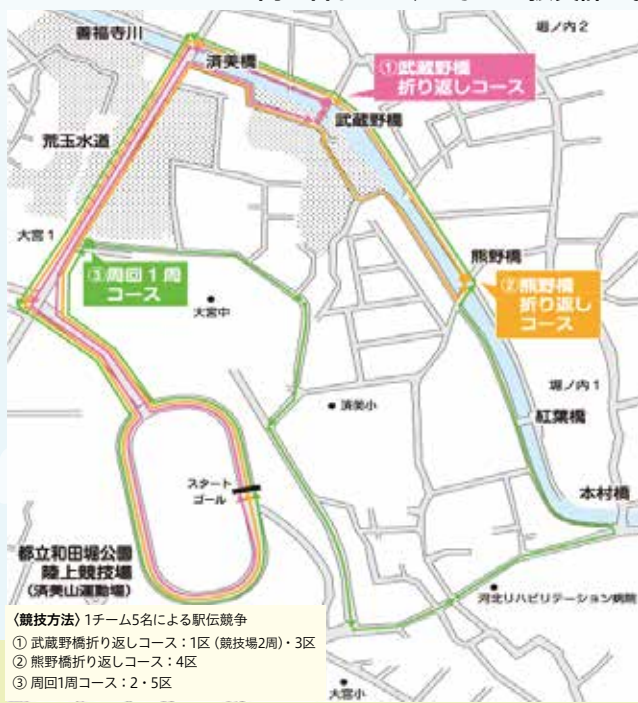 善福寺川
済美橋
堀ノ内2
①武蔵野橋
折り返しコース
武蔵野橋
荒玉水道
大宮1
③周回1周
コース
大宮中
熊野橋
②熊野橋
折り返し
コース
済美小
堀ノ内1
紅葉橋
本村橋
スタート
ゴール
都立和田堀公園
陸上競技場
(済美山運動場)
河北リハビリテーション病院
〈競技方法〉1チーム5名による駅伝競争
① 武蔵野橋折り返しコース：1区 (競技場2周)・3区
② 熊野橋折り返しコース：4区
③ 周回1周コース：2・5区
大宮小